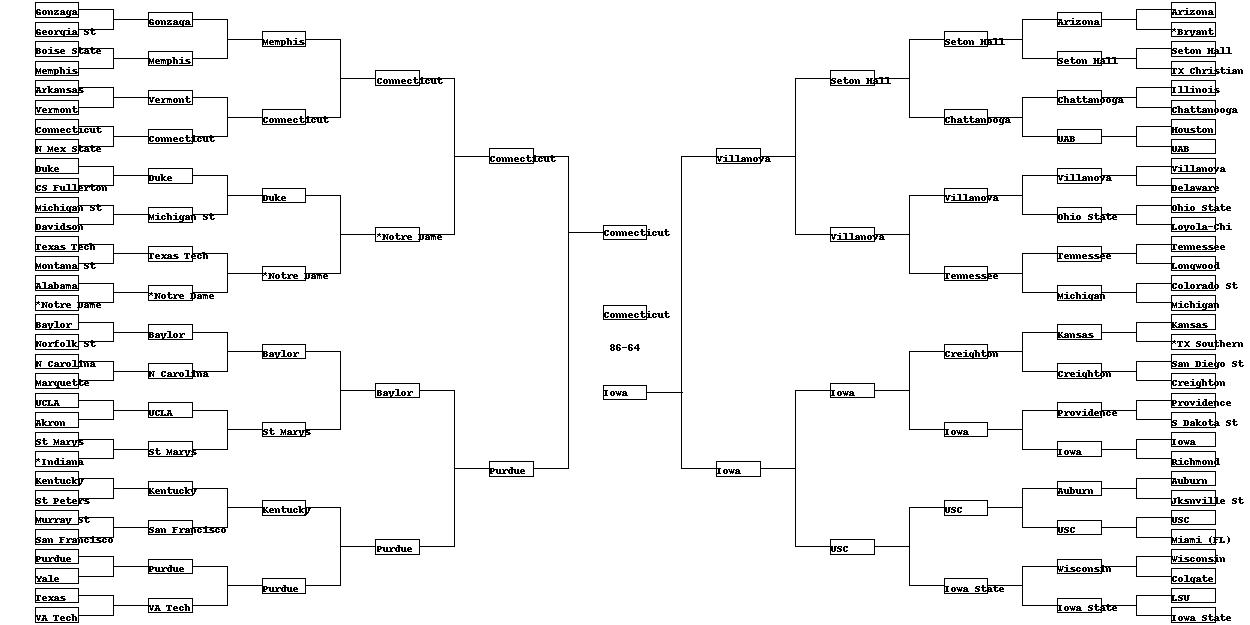 Gonzaga
Georgia St
Boise State
Memphis
Arkansas
Vermont
Connecticut
N Mex State
Duke
CS Fullerton
Michigan St
Davidson
Texas Tech
Montana St
Alabama
*Notre Dame
Baylor
Norfolk St
N Carolina
Marquette
UCLA
Akron
St Marys
*Indiana
Kentucky
St Peters
Murray St
San Francisco
Purdue
Yale
Texas
VA Tech
Gonzaga
Memphis
Vermont
Connecticut
Duke
Michigan St
Texas Tech
*Notre Dame
Baylor
N Carolina
UCLA
St Marys
Kentucky
San Francisco
Purdue
VA Tech
Memphis
Connecticut
Duke
*Notre Dame
Baylor
St Marys
Kentucky
Purdue
Connecticut
*Notre Dame
Baylor
Purdue
Connecticut
Purdue
Connecticut
Connecticut
86-64
Iowa
Villanova
Iowa
Seton Hall
Villanova
Iowa
USC
Seton Hall
Chattanooga
Villanova
Tennessee
Creighton
Iowa
USC
Iowa State
Arizona
Seton Hall
Chattanooga
UAB
Villanova
Ohio State
Tennessee
Michigan
Kansas
Creighton
Providence
Iowa
Auburn
USC
Wisconsin
Iowa State
Arizona
*Bryant
Seton Hall
TX Christian
Illinois
Chattanooga
Houston
UAB
Villanova
Delaware
Ohio State
Loyola-Chi
Tennessee
Longwood
Colorado St
Michigan
Kansas
*TX Southern
San Diego St
Creighton
Providence
S Dakota St
Iowa
Richmond
Auburn
Jksnville St
USC
Miami (FL)
Wisconsin
Colgate
LSU
Iowa State